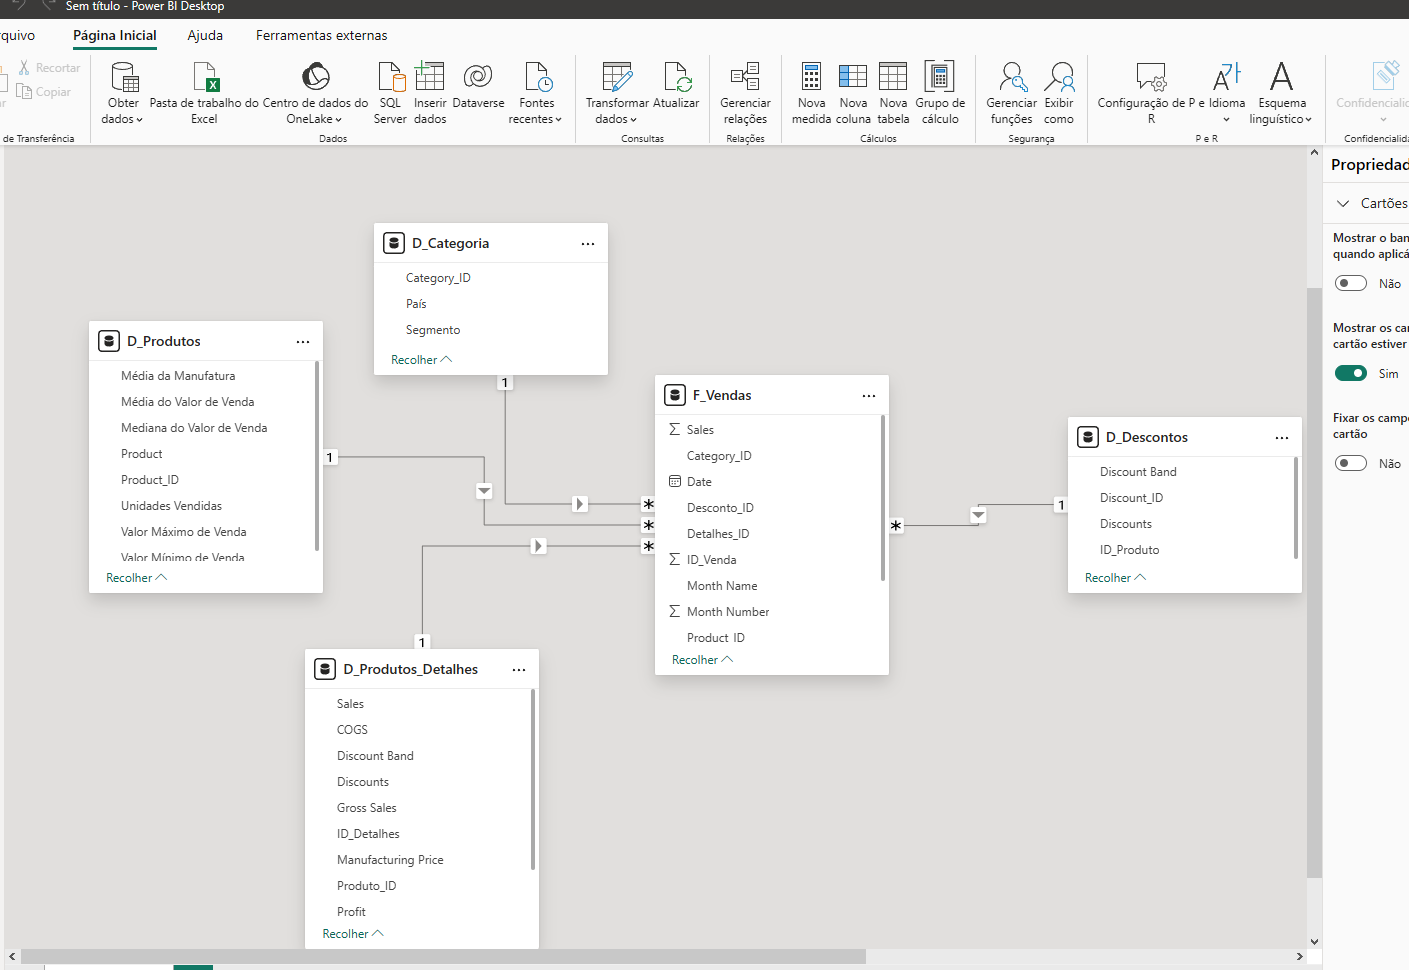 Sem título - Power BI Desktop
rquivo
Página Inicial
Ajuda
Ferramentas externas
Recortar
Copiar
de Transferência
Obter dados
Pasta de trabalho do Excel
Centro de dados do OneLake
SQL Server
Inserir dados
Dataverse
Fontes recentes
Dados
Transformar dados
Atualizar
Consultas
Gerenciar relações
Relações
Nova medida
Nova coluna
Nova tabela
Grupo de cálculo
Cálculos
Gerenciar funções
Exibir como
Segurança
Configuração de P e R
Idioma
Esquema linguístico
P e R
Confidencialid
Confidencialida
D_Categoria
Category_ID
País
Segmento
Recolher
1
D_Produtos
Média da Manufatura
Média do Valor de Venda
Mediana do Valor de Venda
Product
Product_ID
Unidades Vendidas
Valor Máximo de Venda
Valor Mínimo de Venda
Recolher
1
F_Vendas
Sales
Category_ID
Date
Desconto_ID
Detalhes_ID
ID_Venda
Month Name
Month Number
Product ID
Recolher
*
*
*
*
1
D_Descontos
Discount Band
Discount_ID
Discounts
ID_Produto
Recolher
1
D_Produtos_Detalhes
Sales
COGS
Discount Band
Discounts
Gross Sales
ID_Detalhes
Manufacturing Price
Produto_ID
Profit
Recolher
Propriedad
Cartões
Mostrar o ban
quando aplicá
Não
Mostrar os car
cartão estiver
Sim
Fixar os campo
cartão
Não